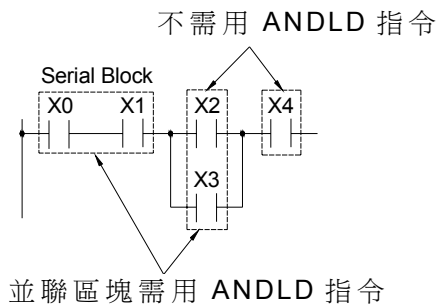 不需用 ANDLD 指令
Serial Block
X0 X1 X2 X4
X3
並聯區塊需用 ANDLD 指令